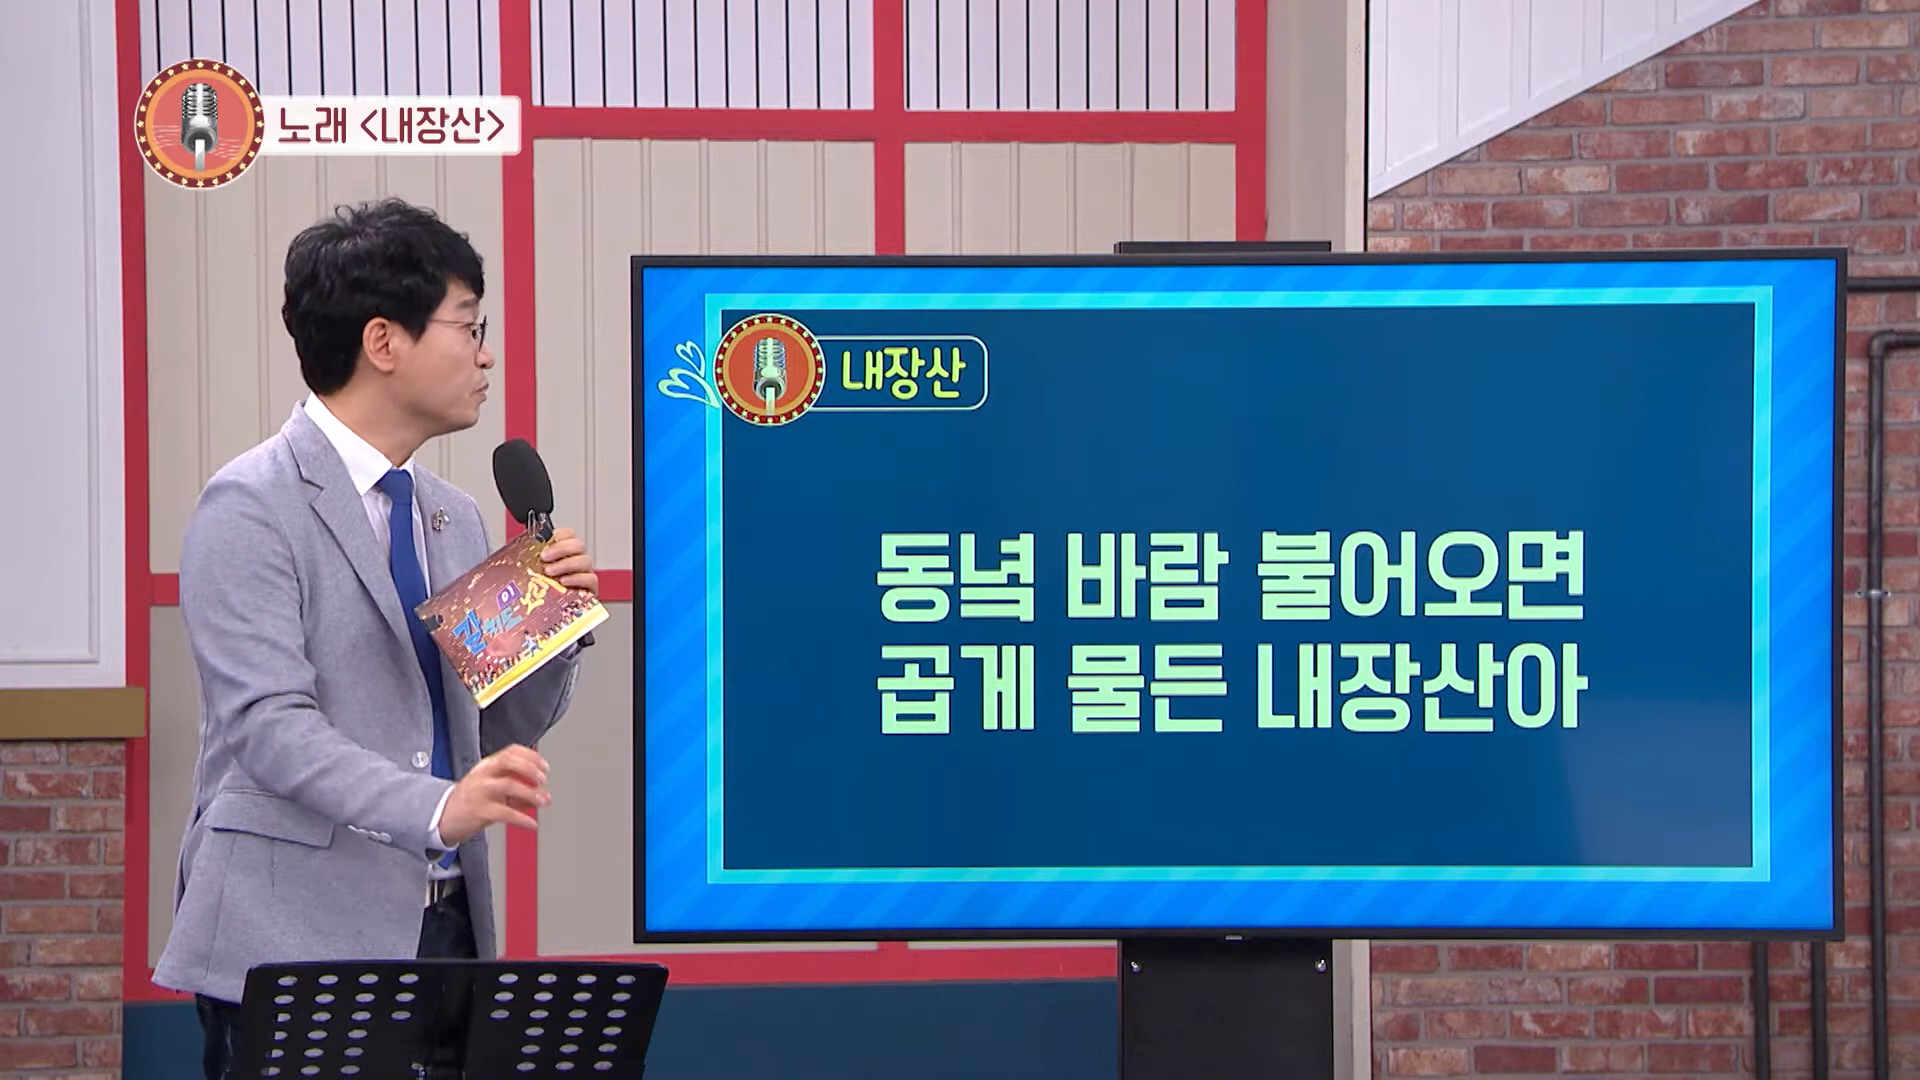 노래 <내장산>
내장산
동녘 바람 불어오면
곱게 물든 내장산아